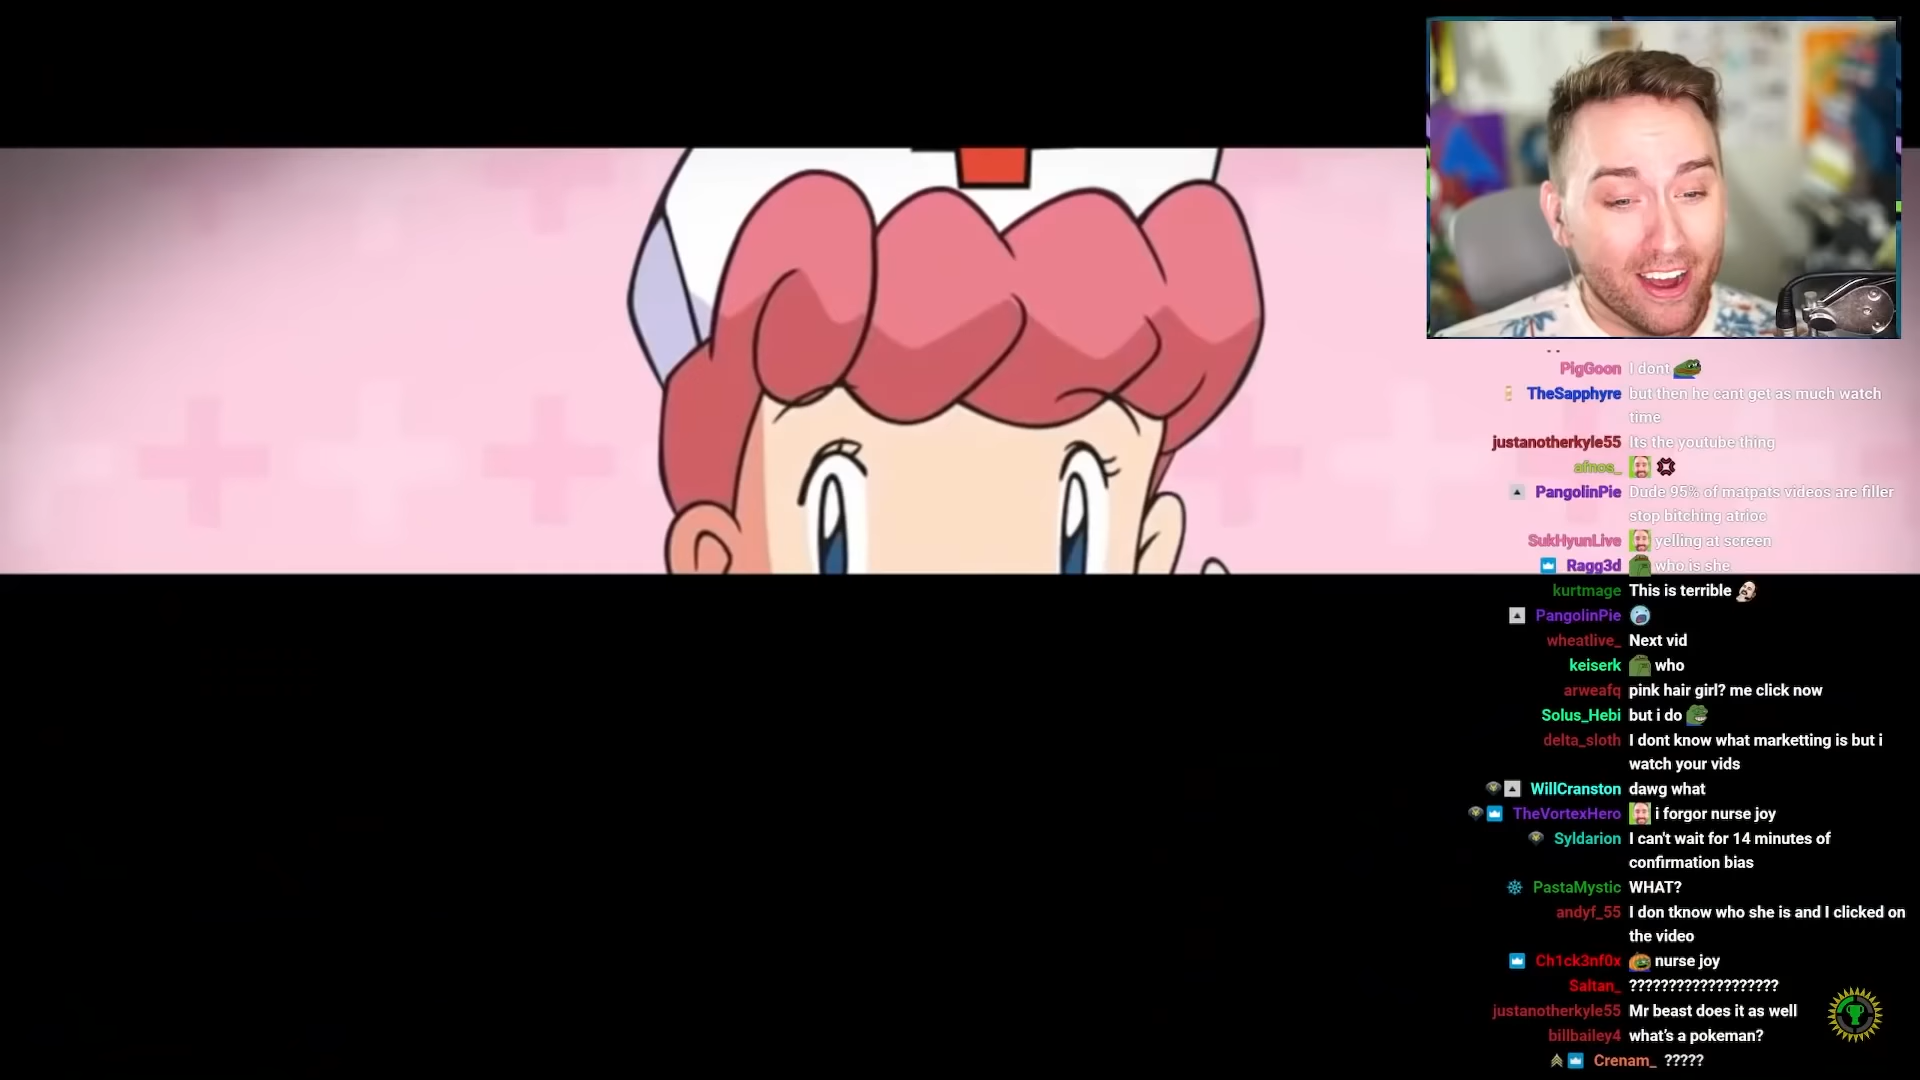 PigGoon I dont
TheSapphyre but then he cant get as much watch
time
justanotherkyle55 Its the youtube thing
afnos_
PangolinPie Dude 95% of matpats videos are filler
stop bitching atrioc
SukHyunLive yelling at screen
Ragg3d who is she
kurtmage This is terrible
PangolinPie
wheatlive_ Next vid
keiserk who
arweafq pink hair girl? me click now
Solus_Hebi but i do
delta_sloth I dont know what marketting is but i
watch your vids
WillCranston dawg what
TheVortexHero i forgor nurse joy
Syldarion I can't wait for 14 minutes of
confirmation bias
PastaMystic WHAT?
andyf_55 I don tknow who she is and I clicked on
the video
Ch1ck3nf0x nurse joy
Saltan_ ???????????????????
justanotherkyle55 Mr beast does it as well
billbailey4 what's a pokeman?
Crenam_ ?????